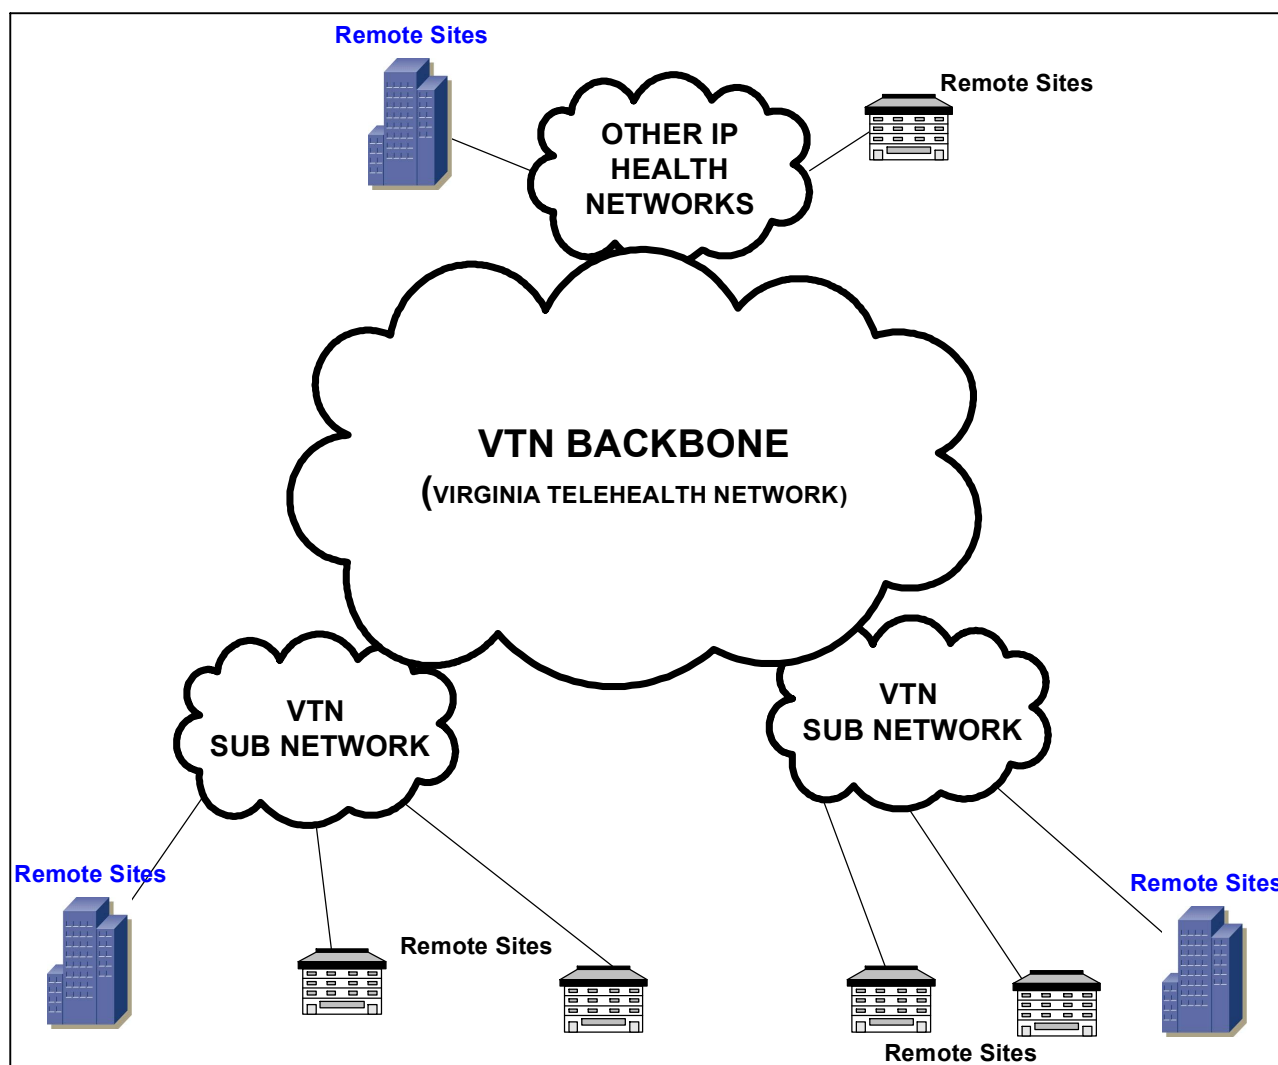 Remote Sites
Remote Sites
OTHER IP
HEALTH
NETWORKS
VTN BACKBONE
(VIRGINIA TELEHEALTH NETWORK)
VTN
SUB NETWORK
VTN
SUB NETWORK
Remote Sites
Remote Sites
Remote Sites
Remote Sites